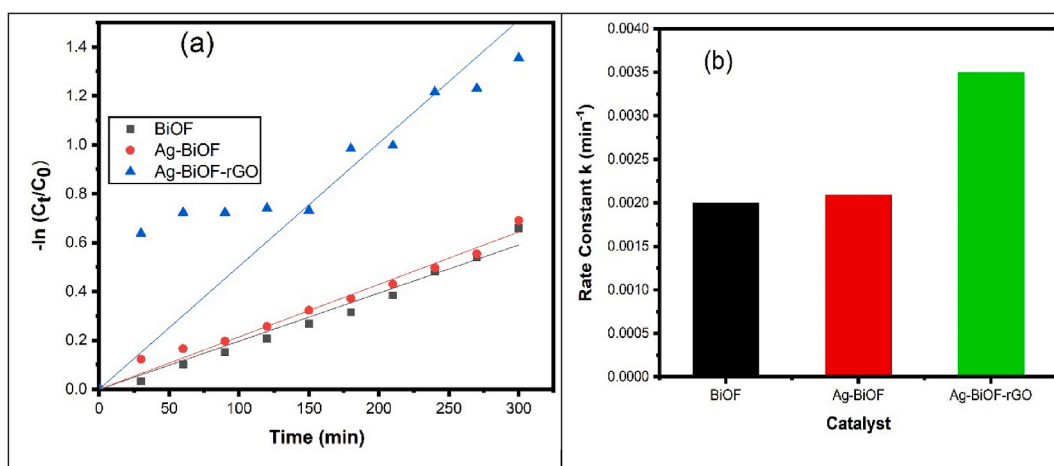 (a)
-ln (Ct/C0)
1.4
1.2
1.0
0.8
0.6
0.4
0.2
0.0
BiOF
Ag-BiOF
Ag-BiOF-rGO
0 50 100 150 200 250 300
Time (min)
(b)
Rate Constant k (min⁻¹)
0.0040
0.0035
0.0030
0.0025
0.0020
0.0015
0.0010
0.0005
0.0000
BiOF Ag-BiOF Ag-BiOF-rGO
Catalyst